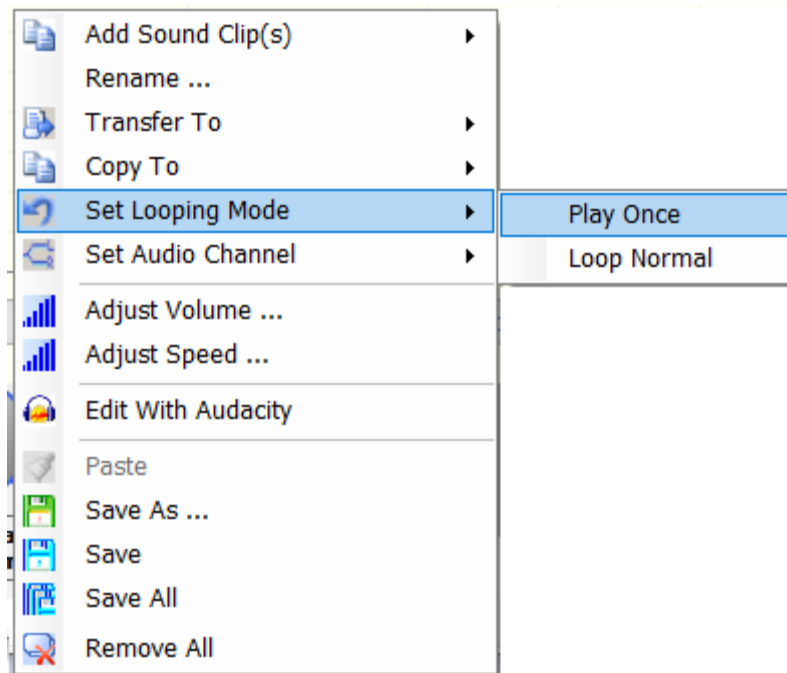 Add Sound Clip(s)
Rename ...
Transfer To
Copy To
Set Looping Mode
Play Once
Set Audio Channel
Loop Normal
Adjust Volume ...
Adjust Speed ...
Edit With Audacity
Paste
Save As ...
Save
Save All
Remove All